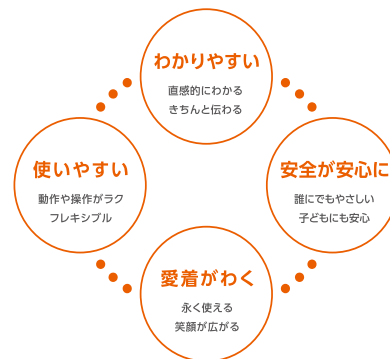 わかりやすい
直感的にわかる
きちんと伝わる
使いやすい
動作や操作がラク
フレキシブル
安全が安心に
誰にでもやさしい
子どもにも安心
愛着がわく
永く使える
笑顔が広がる